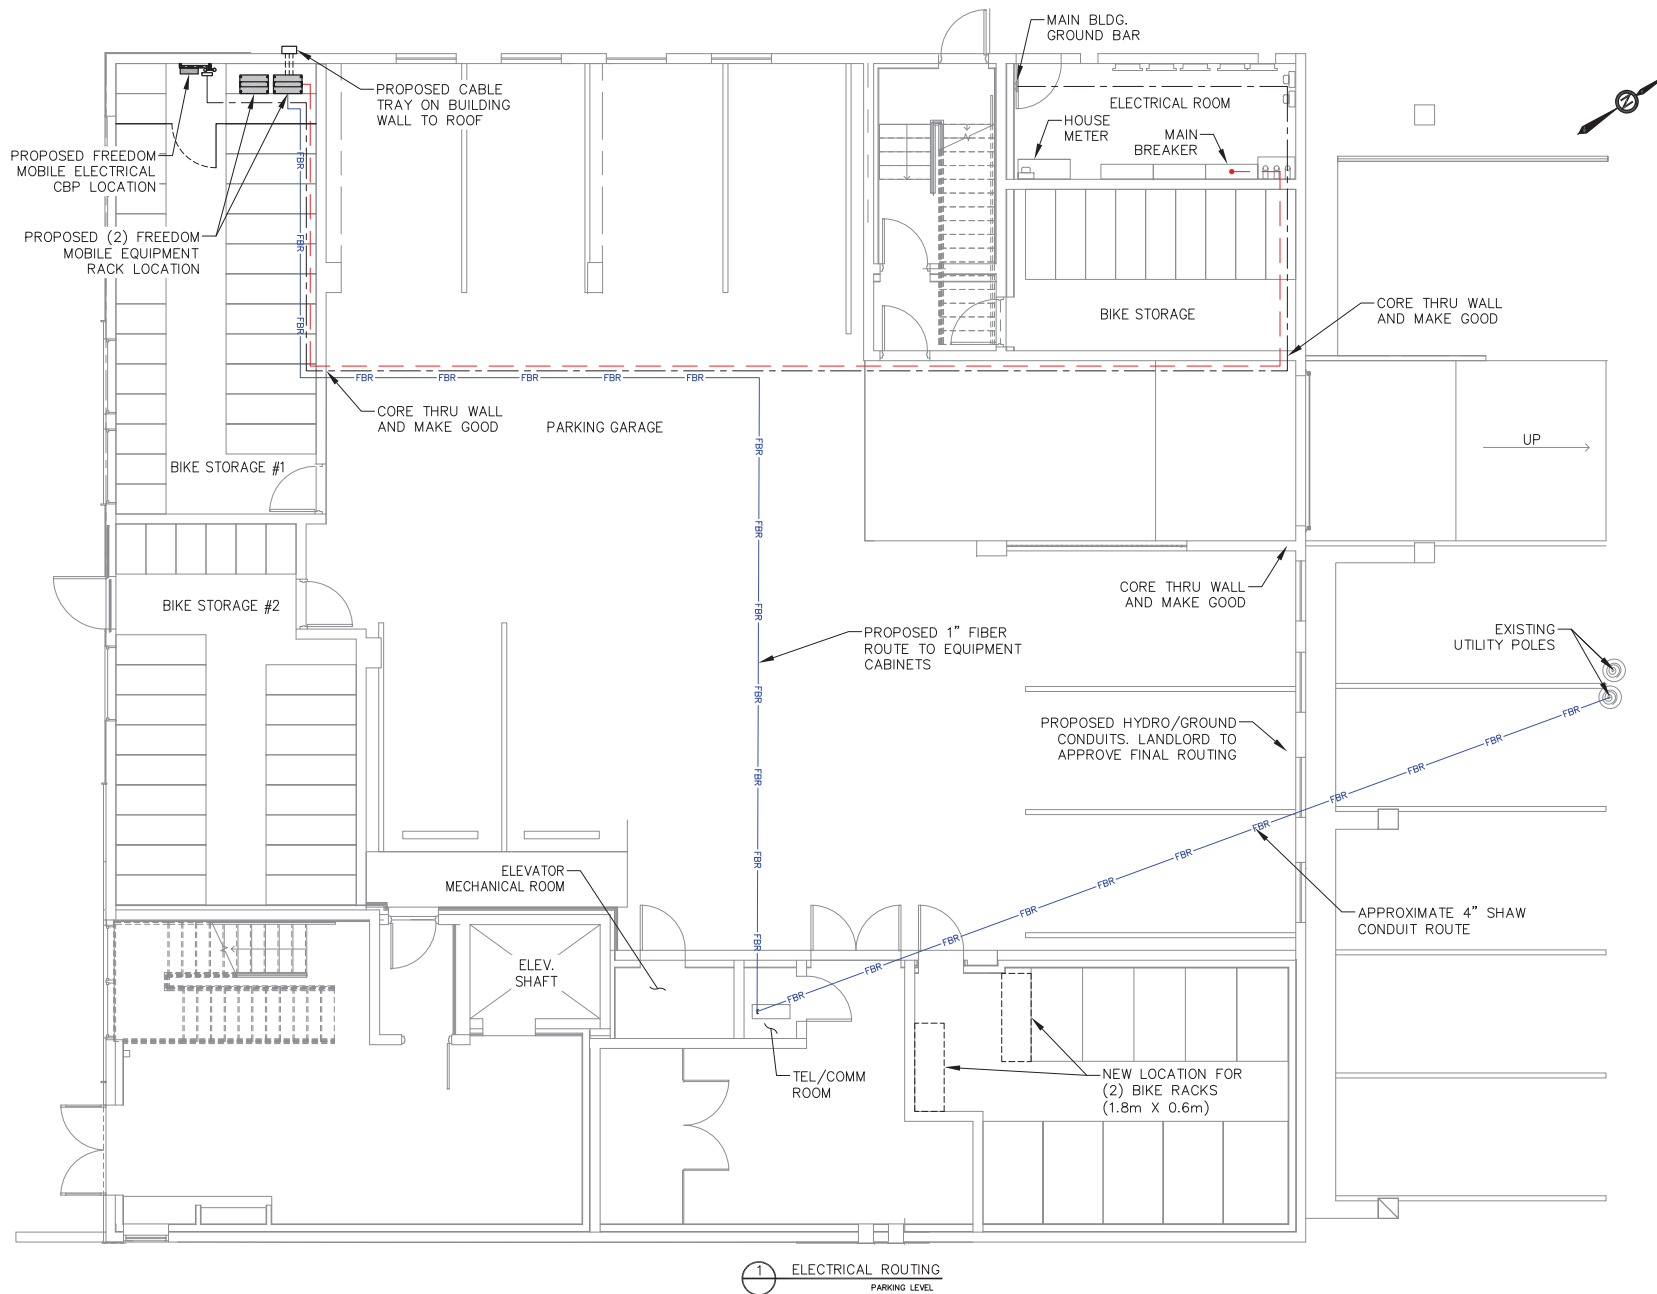 MAIN BLDG.
GROUND BAR
PROPOSED CABLE
TRAY ON BUILDING
WALL TO ROOF
ELECTRICAL ROOM
N
HOUSE
METER
MAIN
BREAKER
PROPOSED FREEDOM
MOBILE ELECTRICAL
CBP LOCATION
FBR
PROPOSED (2) FREEDOM
MOBILE EQUIPMENT
RACK LOCATION
FBR
FBR
BIKE STORAGE
CORE THRU WALL
AND MAKE GOOD
FBR FBR FBR FBR FBR
CORE THRU WALL
AND MAKE GOOD
PARKING GARAGE
FBR
UP
BIKE STORAGE #1
FBR
CORE THRU WALL
AND MAKE GOOD
BIKE STORAGE #2
FBR
PROPOSED 1" FIBER
ROUTE TO EQUIPMENT
CABINETS
EXISTING
UTILITY POLES
FBR
PROPOSED HYDRO/GROUND
CONDUITS. LANDLORD TO
APPROVE FINAL ROUTING
FBR
FBR
FBR
FBR
FBR
FBR
FBR
FBR
ELEVATOR
MECHANICAL ROOM
FBR
FBR
APPROXIMATE 4" SHAW
CONDUIT ROUTE
FBR
FBR
FBR
FBR
ELEV.
SHAFT
TEL/COMM
ROOM
NEW LOCATION FOR
(2) BIKE RACKS
(1.8m X 0.6m)
1
ELECTRICAL ROUTING
PARKING LEVEL